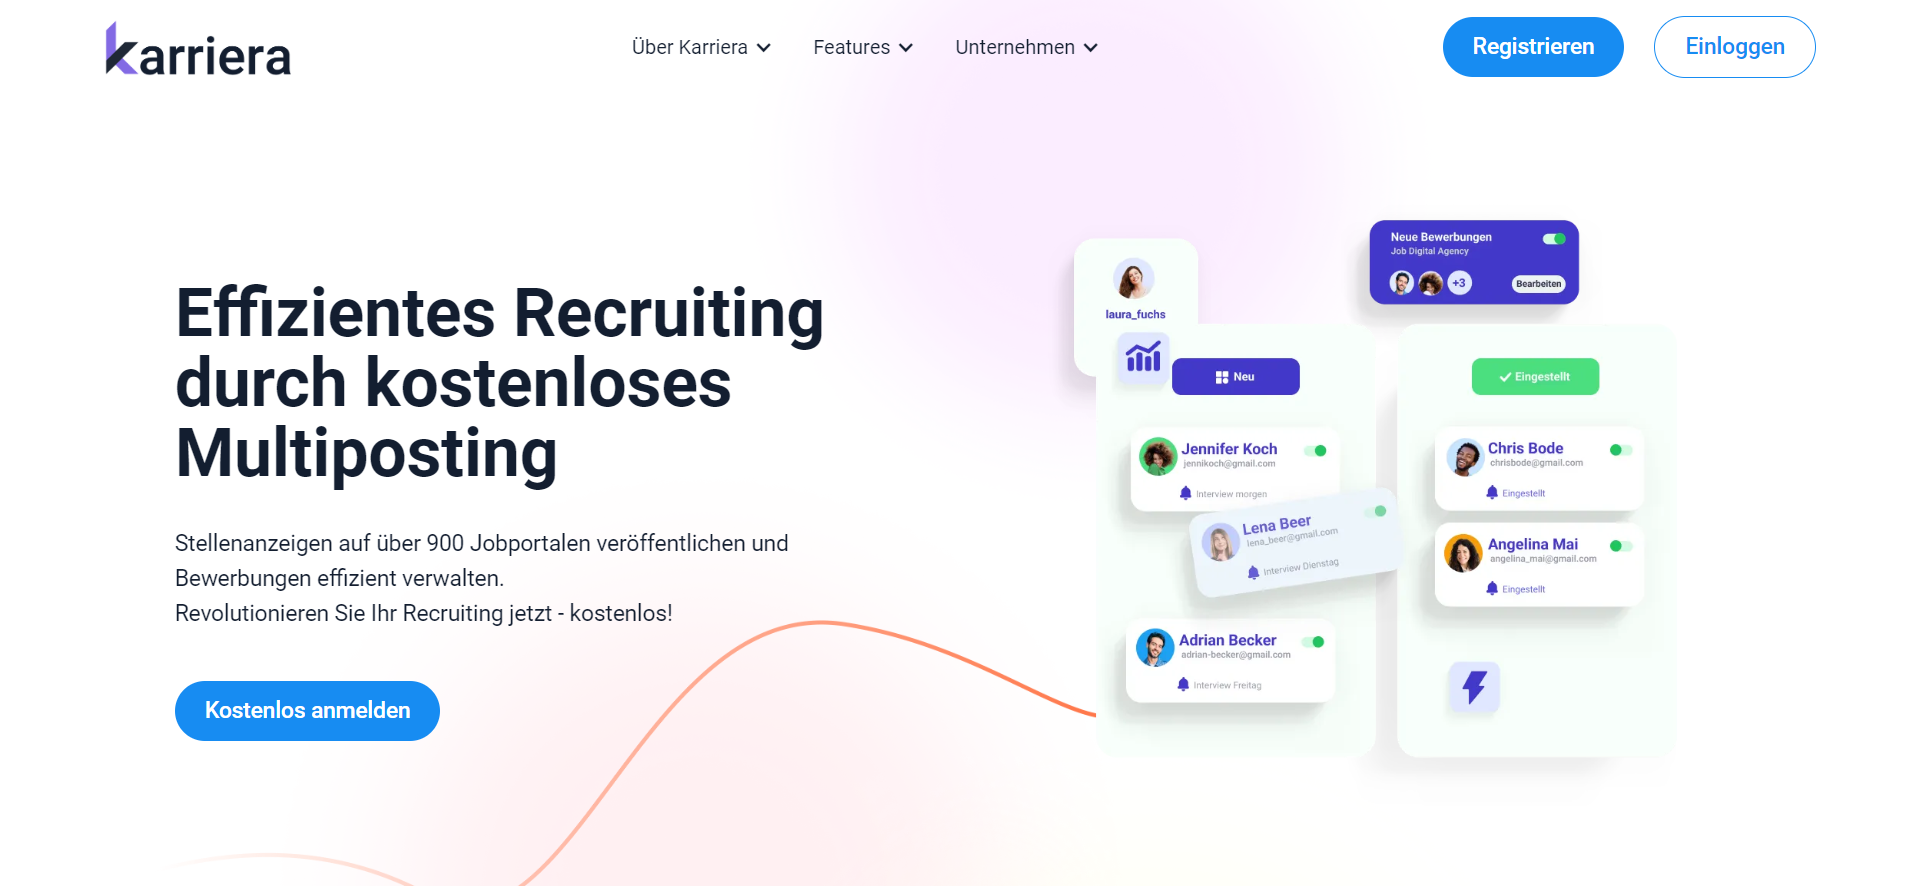 karriera
Über Karriera
Features
Unternehmen
Registrieren
Einloggen
Effizientes Recruiting
durch kostenloses
Multiposting
Stellenanzeigen auf über 900 Jobportalen veröffentlichen und
Bewerbungen effizient verwalten.
Revolutionieren Sie Ihr Recruiting jetzt - kostenlos!
Kostenlos anmelden
laura_fuchs
Neue Bewerbungen
Job Digital Agency
+3
Bearbeiten
Neu
Jennifer Koch
jennikoch@gmail.com
Interview morgen
Lena Beer
lena_beer@gmail.com
Interview Dienstag
Adrian Becker
adrian-becker@gmail.com
Interview Freitag
Eingestellt
Chris Bode
chrisbode@gmail.com
Eingestellt
Angelina Mai
angelina_mai@gmail.com
Eingestellt